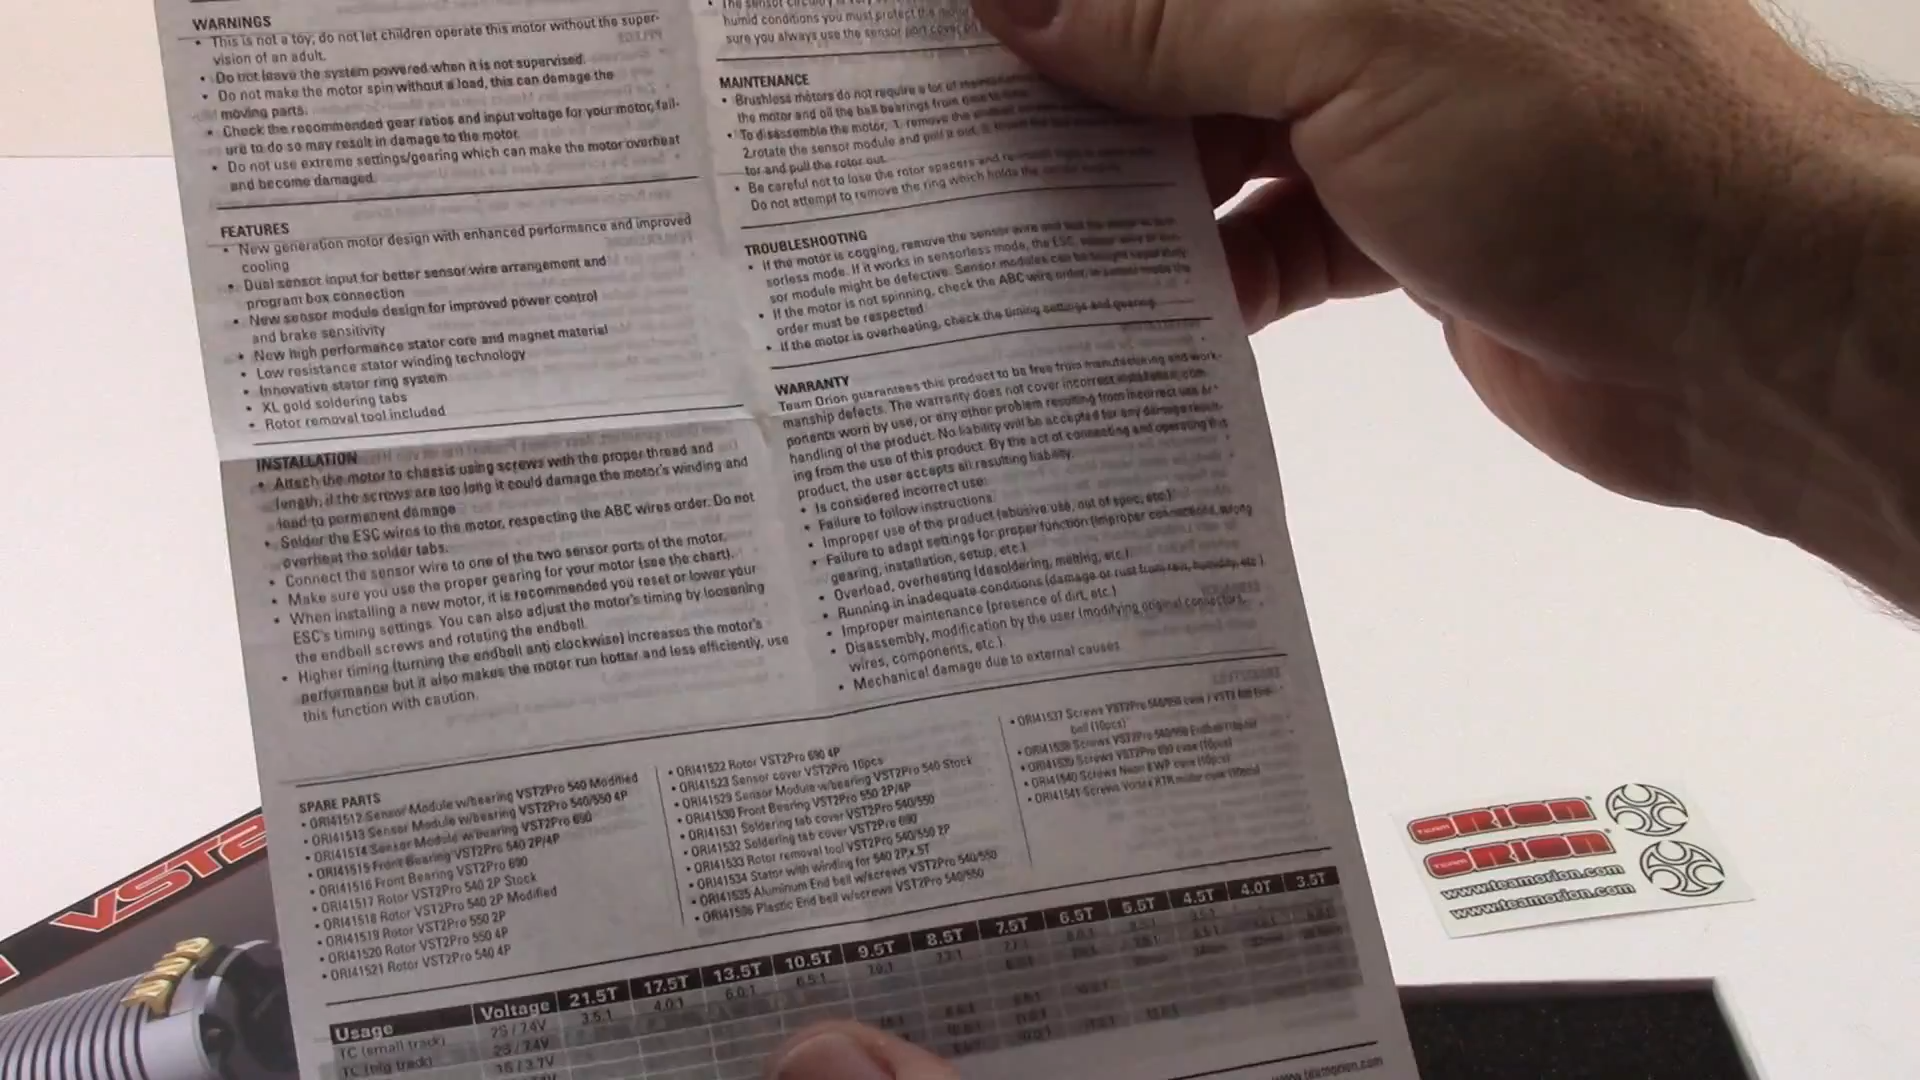 WARNINGS
• This is not a toy, do not let children operate this motor without the super-
vision of an adult.
• Do not leave the system powered when it is not supervised.
• Do not make the motor spin without a load, this can damage the
moving parts.
• Check the recommended gear ratios and input voltage for your motor, fail-
ure to do so may result in damage to the motor.
• Do not use extreme settings/gearing which can make the motor overheat
and become damaged.
FEATURES
• New generation motor design with enhanced performance and improved
cooling
• Dual sensor input for better sensor wire arrangement and
program box connection
• New sensor module design for improved power control
and brake sensitivity
• New high performance stator core and magnet material
• Low resistance stator winding technology
• Innovative stator ring system
• XL gold soldering tabs
• Rotor removal tool included
INSTALLATION
• Attach the motor to chassis using screws with the proper thread and
length, if the screws are too long it could damage the motor's winding and
lead to permanent damage
• Solder the ESC wires to the motor, respecting the ABC wires order. Do not
overheat the solder tabs.
• Connect the sensor wire to one of the two sensor ports of the motor.
• Make sure you use the proper gearing for your motor (see the chart).
• When installing a new motor, it is recommended you reset or lower your
ESC's timing settings. You can also adjust the motor's timing by loosening
the endbell screws and rotating the endbell.
• Higher timing (turning the endbell anti clockwise) increases the motor's
performance but it also makes the motor run hotter and less efficiently, use
this function with caution.
• The sensor
humid conditions you must protect the
sure you always use the sensor port cover
MAINTENANCE
• Brushless motors do not require a lot of
the motor and oil the ball bearings from
• To disassemble the motor, 1. remove the
2.rotate the sensor module and pull it out,
tor and pull the rotor out.
• Be careful not to lose the rotor spacers and
Do not attempt to remove the ring which holds the
TROUBLESHOOTING
• If the motor is cogging, remove the sensor wire and
sorless mode. If it works in sensorless mode, the ESC,
sor module might be defective. Sensor modules can be
• If the motor is not spinning, check the ABC wire order,
order must be respected
• If the motor is overheating, check the timing settings and gearing
WARRANTY
Team Orion guarantees this product to be free from manufacturing and work-
manship defects. The warranty does not cover incorrect installation, com-
ponents worn by use, or any other problem resulting from incorrect use or
handling of the product. No liability will be accepted for any damage result-
ing from the use of this product. By the act of connecting and operating this
product, the user accepts all resulting liability.
• Is considered incorrect use:
• Failure to follow instructions.
• Improper use of the product (abusive use, out of spec, etc.)
• Failure to adapt settings for proper function (improper connections, wrong
gearing, installation, setup, etc.)
• Overload, overheating (desoldering, melting, etc.)
• Running in inadequate conditions (damage or rust from rain, humidity, etc.)
• Improper maintenance (presence of dirt, etc.)
• Disassembly, modification by the user (modifying original connectors,
wires, components, etc.)
• Mechanical damage due to external causes
SPARE PARTS
• ORI41512 Sensor Module w/bearing VST2Pro 540 Modified
• ORI41513 Sensor Module w/bearing VST2Pro 540/550 4P
• ORI41514 Sensor Module w/bearing VST2Pro 690
• ORI41515 Front Bearing VST2Pro 540 2P/4P
• ORI41516 Front Bearing VST2Pro 690
• ORI41517 Rotor VST2Pro 540 2P Stock
• ORI41518 Rotor VST2Pro 540 2P Modified
• ORI41519 Rotor VST2Pro 550 2P
• ORI41520 Rotor VST2Pro 550 4P
• ORI41521 Rotor VST2Pro 540 4P
• ORI41522 Rotor VST2Pro 690 4P
• ORI41523 Sensor cover VST2Pro 10pcs
• ORI41529 Sensor Module w/bearing VST2Pro 540 Stock
• ORI41530 Front Bearing VST2Pro 550 2P/4P
• ORI41531 Soldering tab cover VST2Pro 540/550
• ORI41532 Soldering tab cover VST2Pro 690
• ORI41533 Rotor removal tool VST2Pro 540/550 2P
• ORI41534 Stator with winding for 540 2P x.5T
• ORI41535 Aluminum End bell w/screws VST2Pro 540/550
• ORI41536 Plastic End bell w/screws VST2Pro 540/550
• ORI41537 Screws VST2Pro 540/550 case / VSTX
bell (10pcs)
• ORI41538 Screws VST2Pro 540/550 Endbell
• ORI41539 Screws VST2Pro 690 case (10pcs)
• ORI41540 Screws Neon EWP case (10pcs)
• ORI41541 Screws Vortex RTR motor case (10pcs)
Usage Voltage 21.5T 17.5T 13.5T 10.5T 9.5T 8.5T 7.5T 6.5T 5.5T 4.5T 4.0T 3.5T
TC (small track) 2S / 7.4V 3.5:1 4.0:1 6.0:1 6.5:1 7.0:1
TC (big track) 2S / 7.4V
1S / 3.7V
www.teamorion.com
VST2
TEAM ORION
TEAM ORION
www.teamorion.com
www.teamorion.com